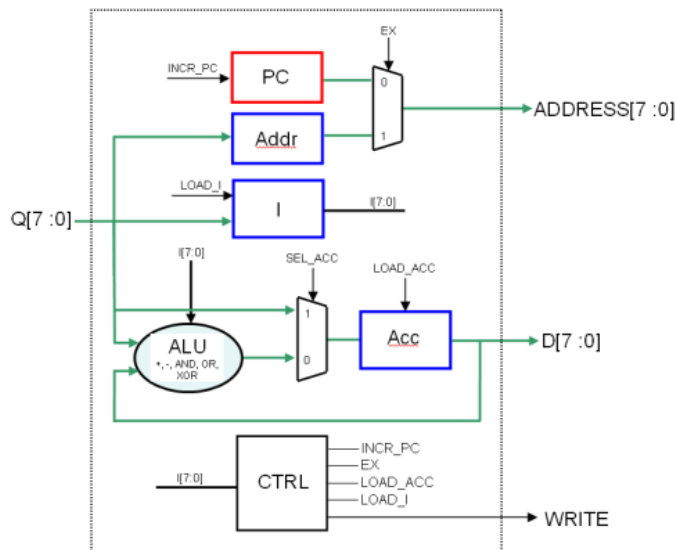 EX
INCR_PC
PC
0
ADDRESS[7 :0]
Addr
1
LOAD_I
I
I[7:0]
Q[7 :0]
I[7:0]
SEL_ACC
LOAD_ACC
1
ALU
+,-, AND, OR,
XOR
0
Acc
D[7 :0]
I[7:0]
CTRL
INCR_PC
EX
LOAD_ACC
LOAD_I
WRITE